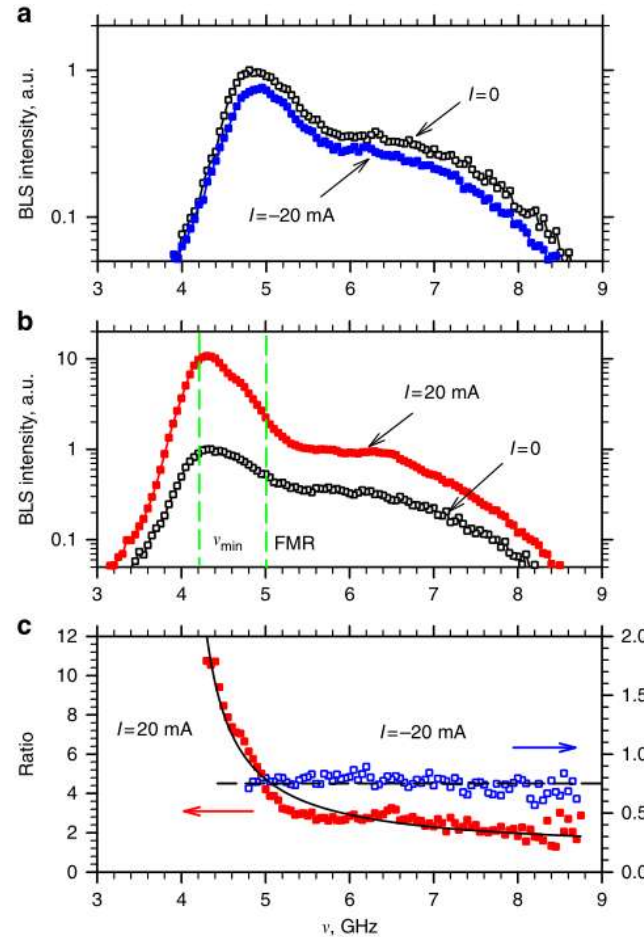 a
BLS intensity, a.u.
1
0.1
I=0
I=−20 mA
3 4 5 6 7 8 9
b
BLS intensity, a.u.
10
1
0.1
I=20 mA
I=0
νmin FMR
3 4 5 6 7 8 9
c
Ratio
12
10
8
6
4
2
0
I=20 mA
I=−20 mA
2.0
1.5
1.0
0.5
3 4 5 6 7 8 9
ν, GHz